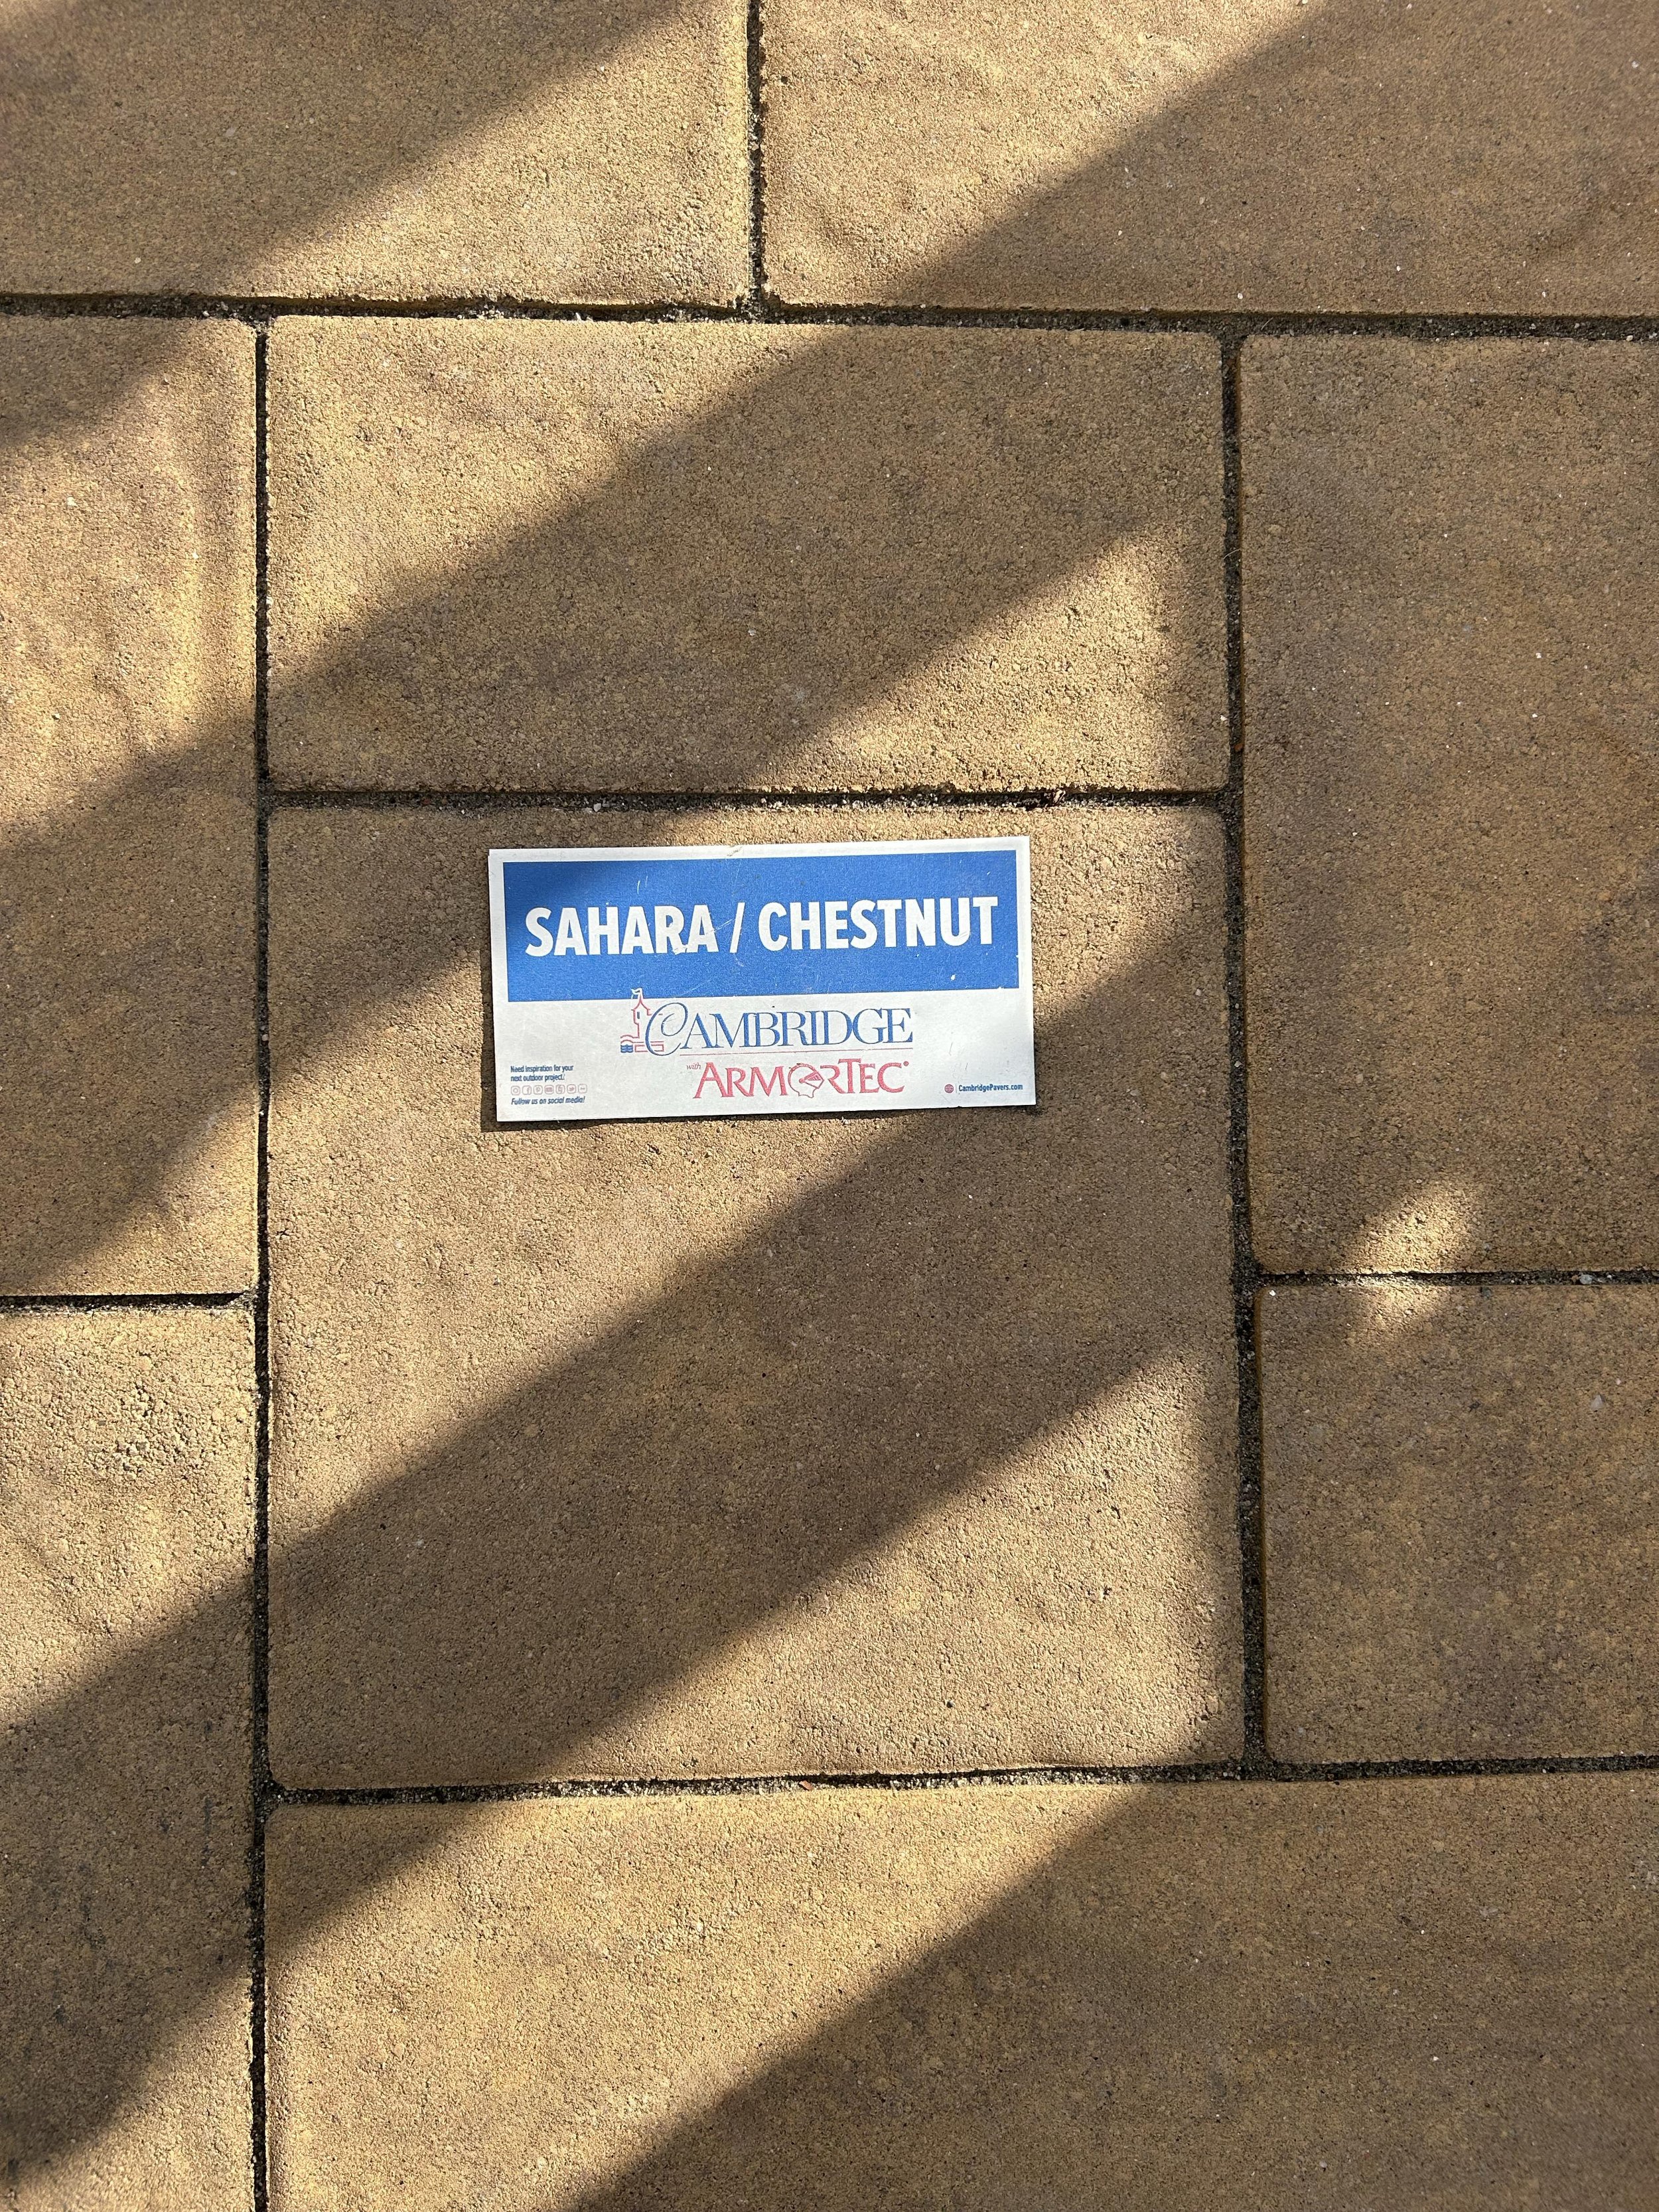 SAHARA / CHESTNUT
CAMBRIDGE
with ARMORTEC®
Need inspiration for your
next outdoor project?
Follow us on social media!
CambridgePavers.com